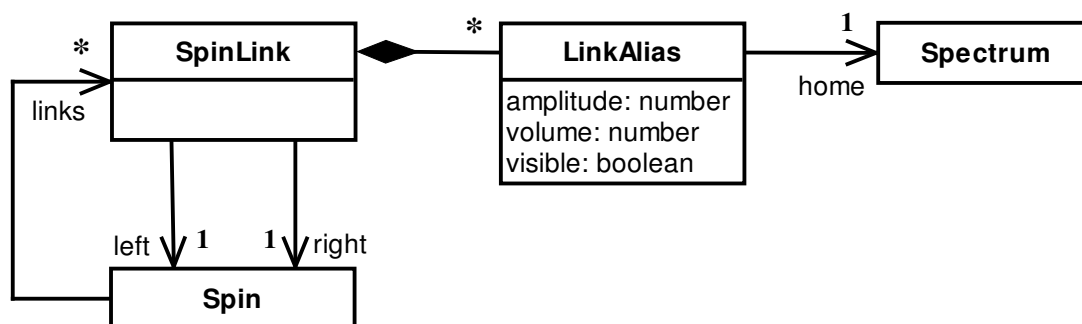 *
SpinLink
*
LinkAlias
1
Spectrum
links
home
amplitude: number
volume: number
visible: boolean
left
1
1
right
Spin